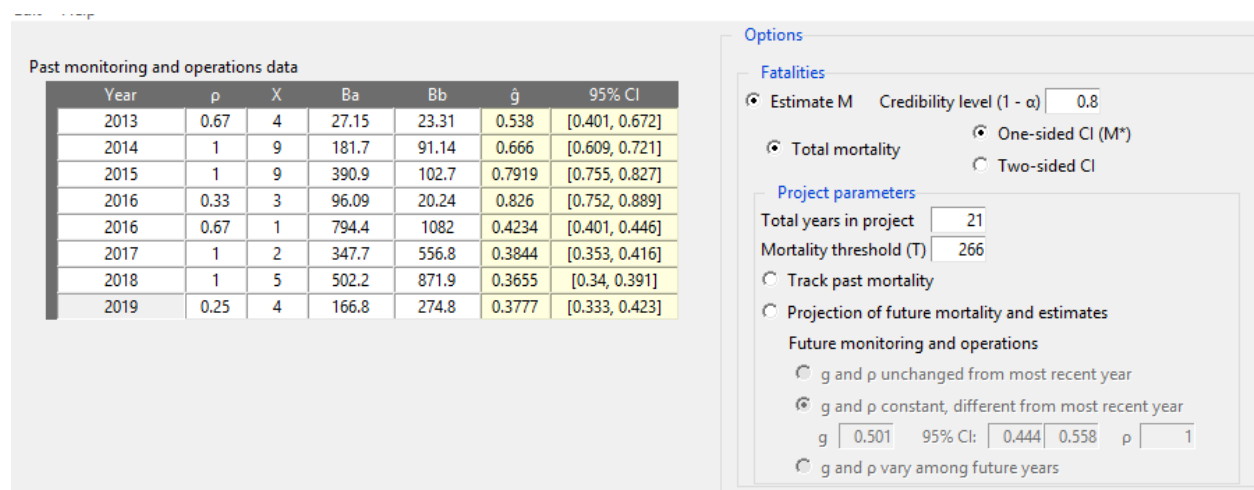 Past monitoring and operations data
Year ρ X Ba Bb ĝ 95% CI
2013 0.67 4 27.15 23.31 0.538 [0.401, 0.672]
2014 1 9 181.7 91.14 0.666 [0.609, 0.721]
2015 1 9 390.9 102.7 0.7919 [0.755, 0.827]
2016 0.33 3 96.09 20.24 0.826 [0.752, 0.889]
2016 0.67 1 794.4 1082 0.4234 [0.401, 0.446]
2017 1 2 347.7 556.8 0.3844 [0.353, 0.416]
2018 1 5 502.2 871.9 0.3655 [0.34, 0.391]
2019 0.25 4 166.8 274.8 0.3777 [0.333, 0.423]
Options
Fatalities
Estimate M Credibility level (1 - α) 0.8
One-sided CI (M*)
Total mortality
Two-sided CI
Project parameters
Total years in project 21
Mortality threshold (T) 266
Track past mortality
Projection of future mortality and estimates
Future monitoring and operations
g and ρ unchanged from most recent year
g and ρ constant, different from most recent year
g 0.501 95% CI: 0.444 0.558 ρ 1
g and ρ vary among future years